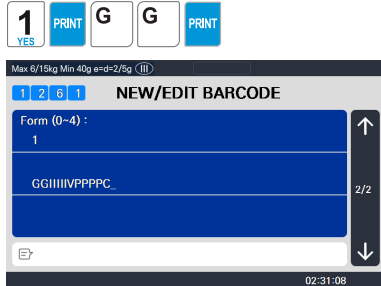 1 YES PRINT G G PRINT
Max 6/15kg Min 40g e=d=2/5g (III)
1 2 6 1 NEW/EDIT BARCODE
Form (0~4) :
1
GGIIIIIVPPPPC_
2/2
02:31:08